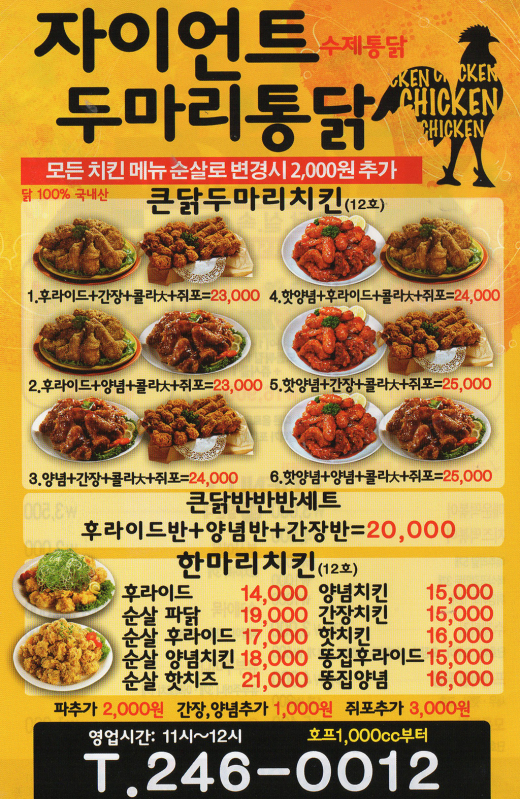 자이언트 수제통닭
두마리통닭
CKEN CHICKEN
CHICKEN
CHICKEN
모든 치킨 메뉴 순살로 변경시 2,000원 추가
닭 100% 국내산
큰닭두마리치킨(12호)
1.후라이드+간장+콜라大+쥐포=23,000 4.핫양념+후라이드+콜라大+쥐포=24,000
2.후라이드+양념+콜라大+쥐포=23,000 5.핫양념+간장+콜라大+쥐포=25,000
3.양념+간장+콜라大+쥐포=24,000 6.핫양념+양념+콜라大+쥐포=25,000
큰닭반반반세트
후라이드반+양념반+간장반=20,000
한마리치킨(12호)
후라이드 14,000 양념치킨 15,000
순살 파닭 19,000 간장치킨 15,000
순살 후라이드 17,000 핫치킨 16,000
순살 양념치킨 18,000 똥집후라이드 15,000
순살 핫치즈 21,000 똥집양념 16,000
파추가 2,000원 간장,양념추가 1,000원 쥐포추가 3,000원
영업시간: 11시~12시 호프1,000cc부터
T.246-0012